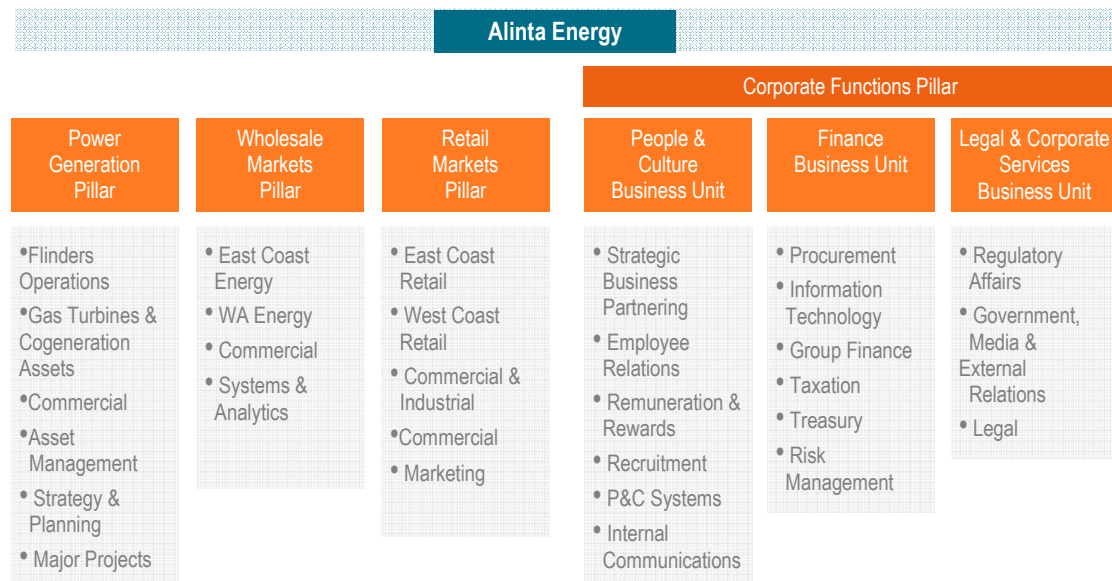 Alinta Energy
Corporate Functions Pillar
Power
Generation
Pillar
Wholesale
Markets
Pillar
Retail
Markets
Pillar
People &
Culture
Business Unit
Finance
Business Unit
Legal & Corporate
Services
Business Unit
•Flinders
Operations
•Gas Turbines &
Cogeneration
Assets
•Commercial
•Asset
Management
• Strategy &
Planning
• Major Projects
• East Coast
Energy
• WA Energy
• Commercial
• Systems &
Analytics
• East Coast
Retail
• West Coast
Retail
• Commercial &
Industrial
•Commercial
• Marketing
• Strategic
Business
Partnering
• Employee
Relations
• Remuneration &
Rewards
• Recruitment
• P&C Systems
• Internal
Communications
• Procurement
• Information
Technology
• Group Finance
• Taxation
• Treasury
• Risk
Management
• Regulatory
Affairs
• Government,
Media &
External
Relations
• Legal